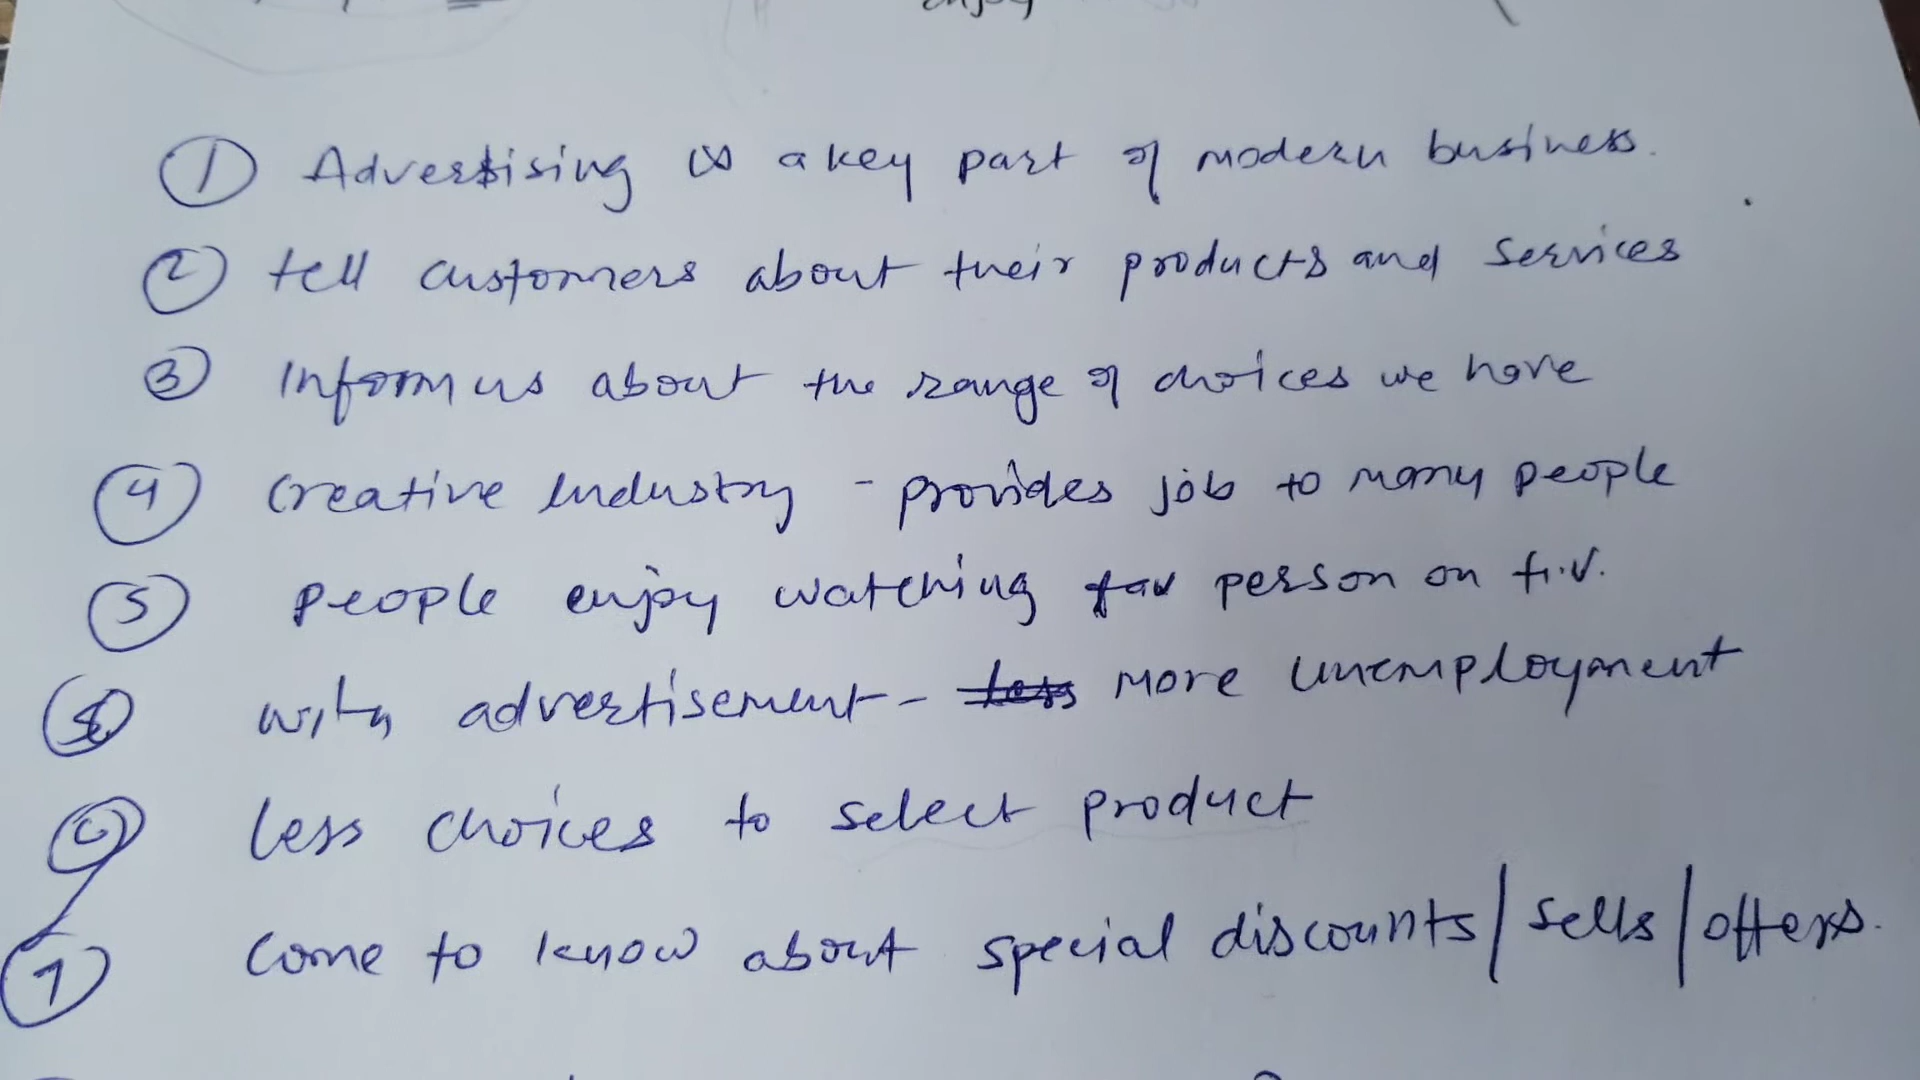 enjoy
① Advertising is a key part of modern business.
② tell customers about their products and services
③ Inform us about the range of choices we have
④ Creative industry - provides job to many people
⑤ People enjoy watching fav person on t.v.
with advertisement - less more unemployment
⑥ less choices to select product
⑦ Come to know about special discounts/sells/offers.